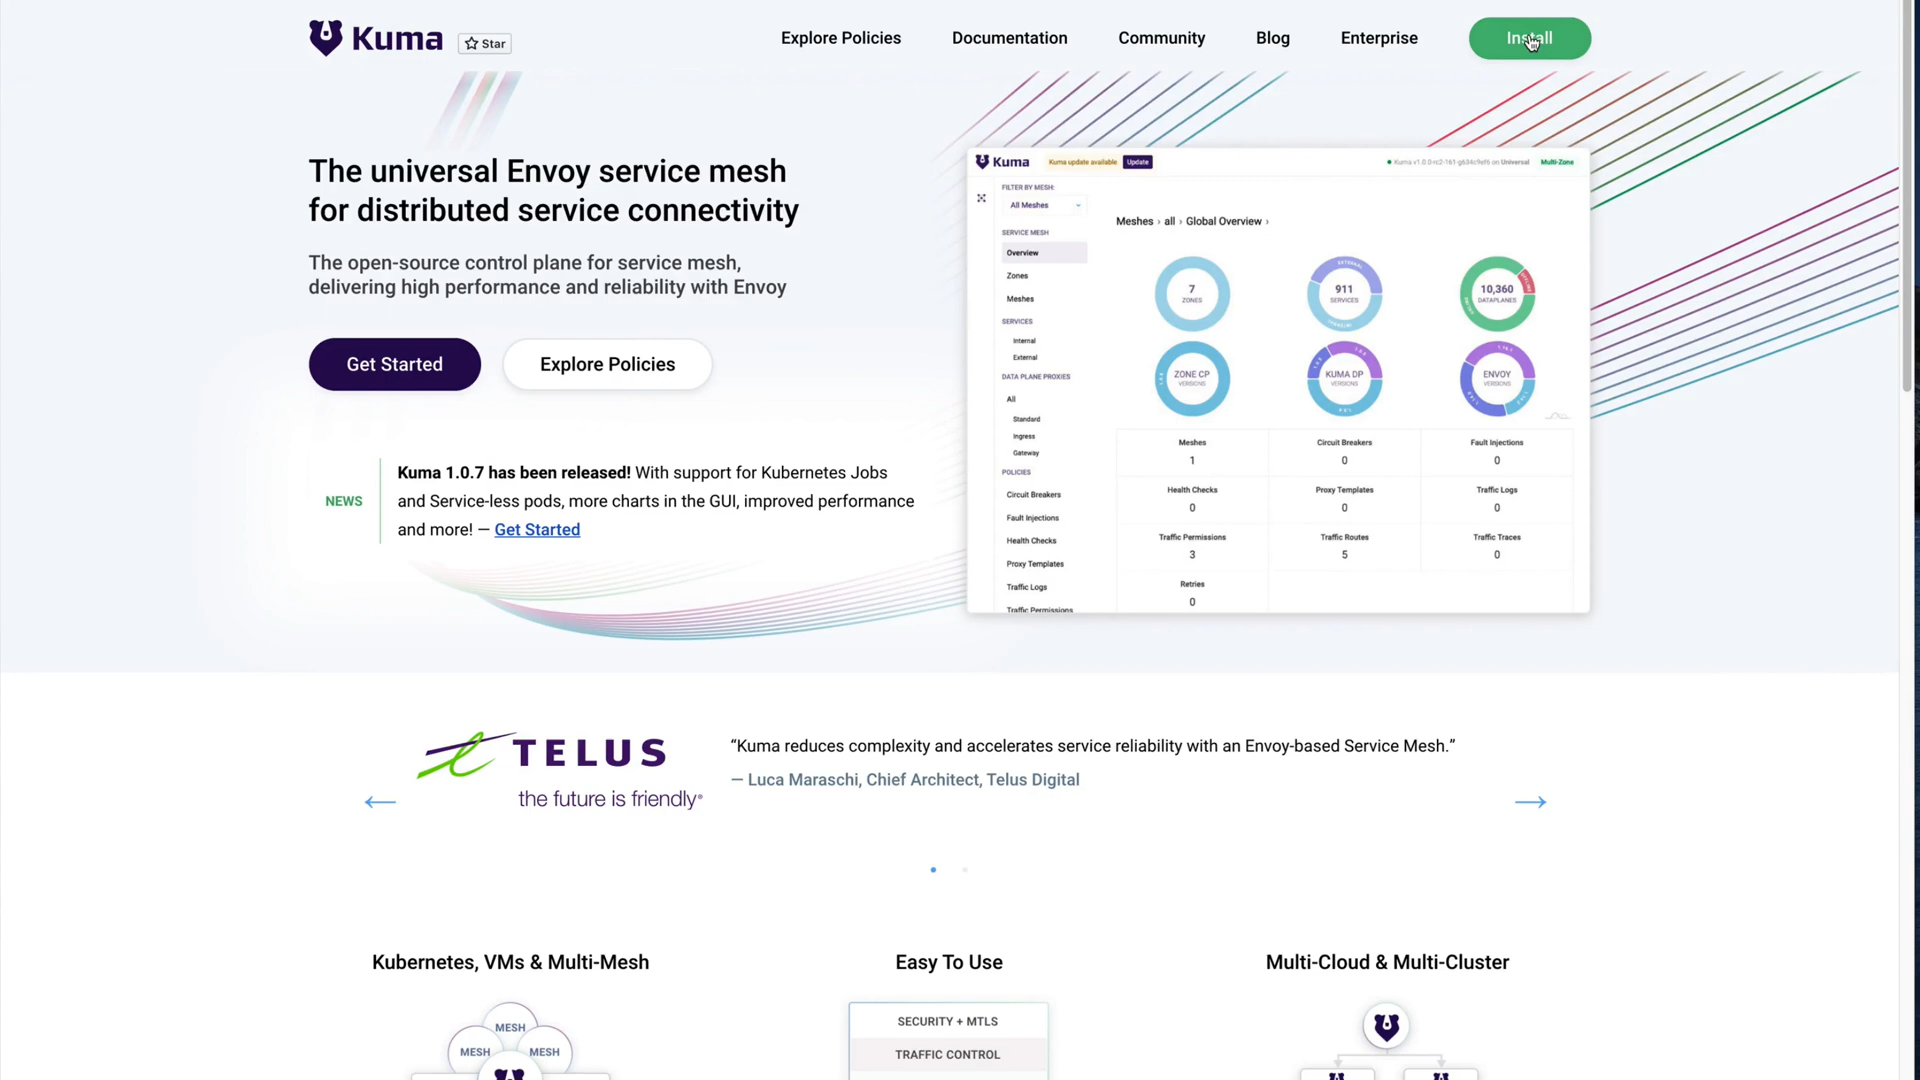 Kuma
Star
Explore Policies
Documentation
Community
Blog
Enterprise
Install
The universal Envoy service mesh
for distributed service connectivity
The open-source control plane for service mesh,
delivering high performance and reliability with Envoy
Get Started
Explore Policies
NEWS
Kuma 1.0.7 has been released! With support for Kubernetes Jobs
and Service-less pods, more charts in the GUI, improved performance
and more! — Get Started
Kuma
Kuma update available
Update
on Universal
Multi-Zone
FILTER BY MESH:
All Meshes
SERVICE MESH
Overview
Zones
Meshes
SERVICES
Internal
External
DATA PLANE PROXIES
All
Standard
Ingress
Gateway
POLICIES
Circuit Breakers
Fault Injections
Health Checks
Proxy Templates
Traffic Logs
Traffic Permissions
Meshes › all › Global Overview ›
7
ZONES
911
SERVICES
10,360
DATAPLANES
ZONE CP
VERSIONS
KUMA DP
VERSIONS
ENVOY
VERSIONS
Meshes
1
Circuit Breakers
0
Fault Injections
0
Health Checks
0
Proxy Templates
0
Traffic Logs
0
Traffic Permissions
3
Traffic Routes
5
Traffic Traces
0
Retries
0
TELUS
the future is friendly®
“Kuma reduces complexity and accelerates service reliability with an Envoy-based Service Mesh.”
— Luca Maraschi, Chief Architect, Telus Digital
Kubernetes, VMs & Multi-Mesh
MESH
MESH
MESH
Easy To Use
SECURITY + MTLS
TRAFFIC CONTROL
Multi-Cloud & Multi-Cluster